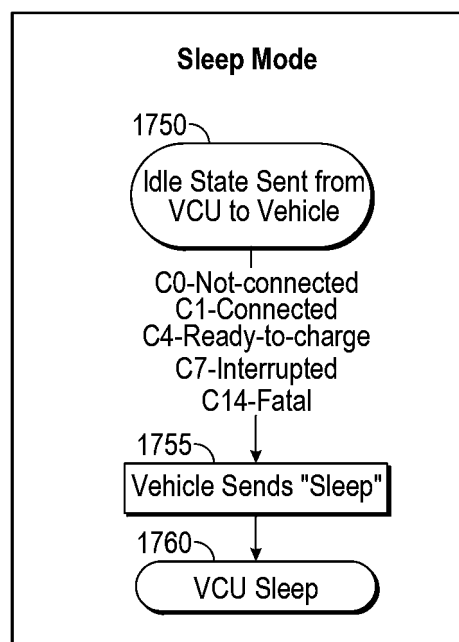 Sleep Mode
1750
Idle State Sent from
VCU to Vehicle
C0-Not-connected
C1-Connected
C4-Ready-to-charge
C7-Interrupted
C14-Fatal
1755
Vehicle Sends "Sleep"
1760
VCU Sleep